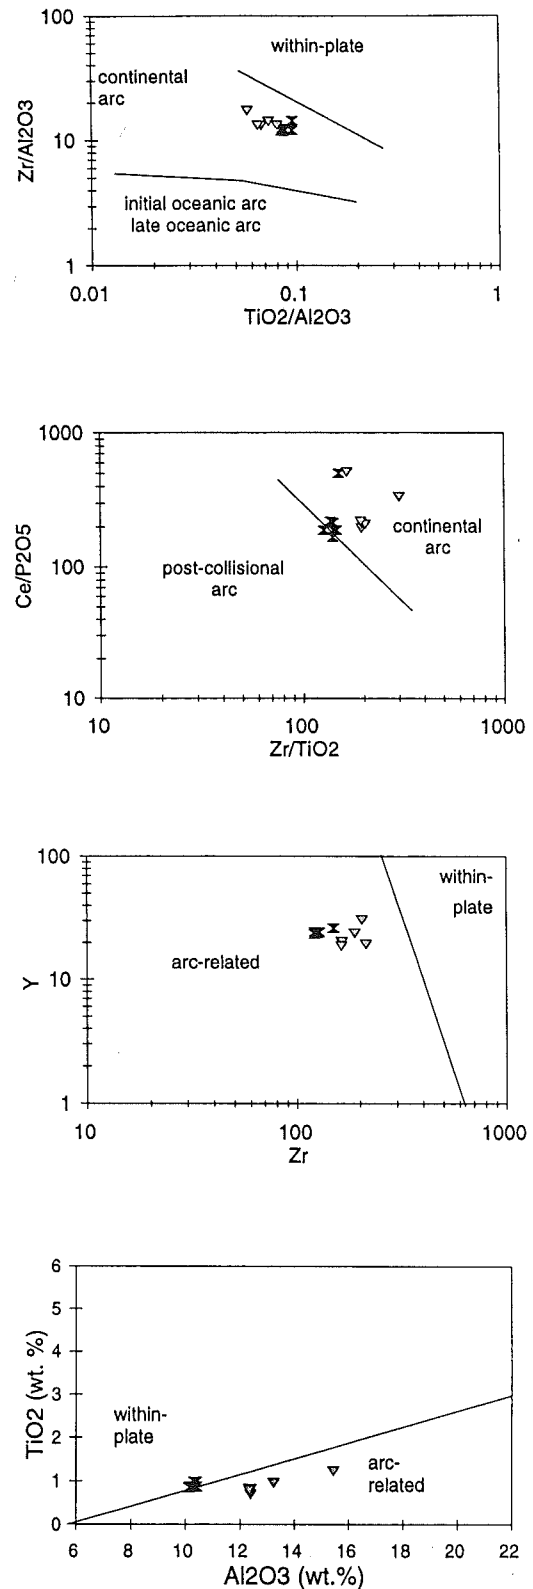 100
within-plate
continental
arc
Zr/Al2O3
10
initial oceanic arc
late oceanic arc
1
0.01
0.1
1
TiO2/Al2O3
1000
Ce/P2O5
continental
arc
100
post-collisional
arc
10
10
100
1000
Zr/TiO2
100
within-
plate
arc-related
Y
10
1
10
100
1000
Zr
6
5
TiO2 (wt. %)
4
3
within-
plate
2
arc-
related
1
0
6
8
10
12
14
16
18
20
22
Al2O3 (wt.%)